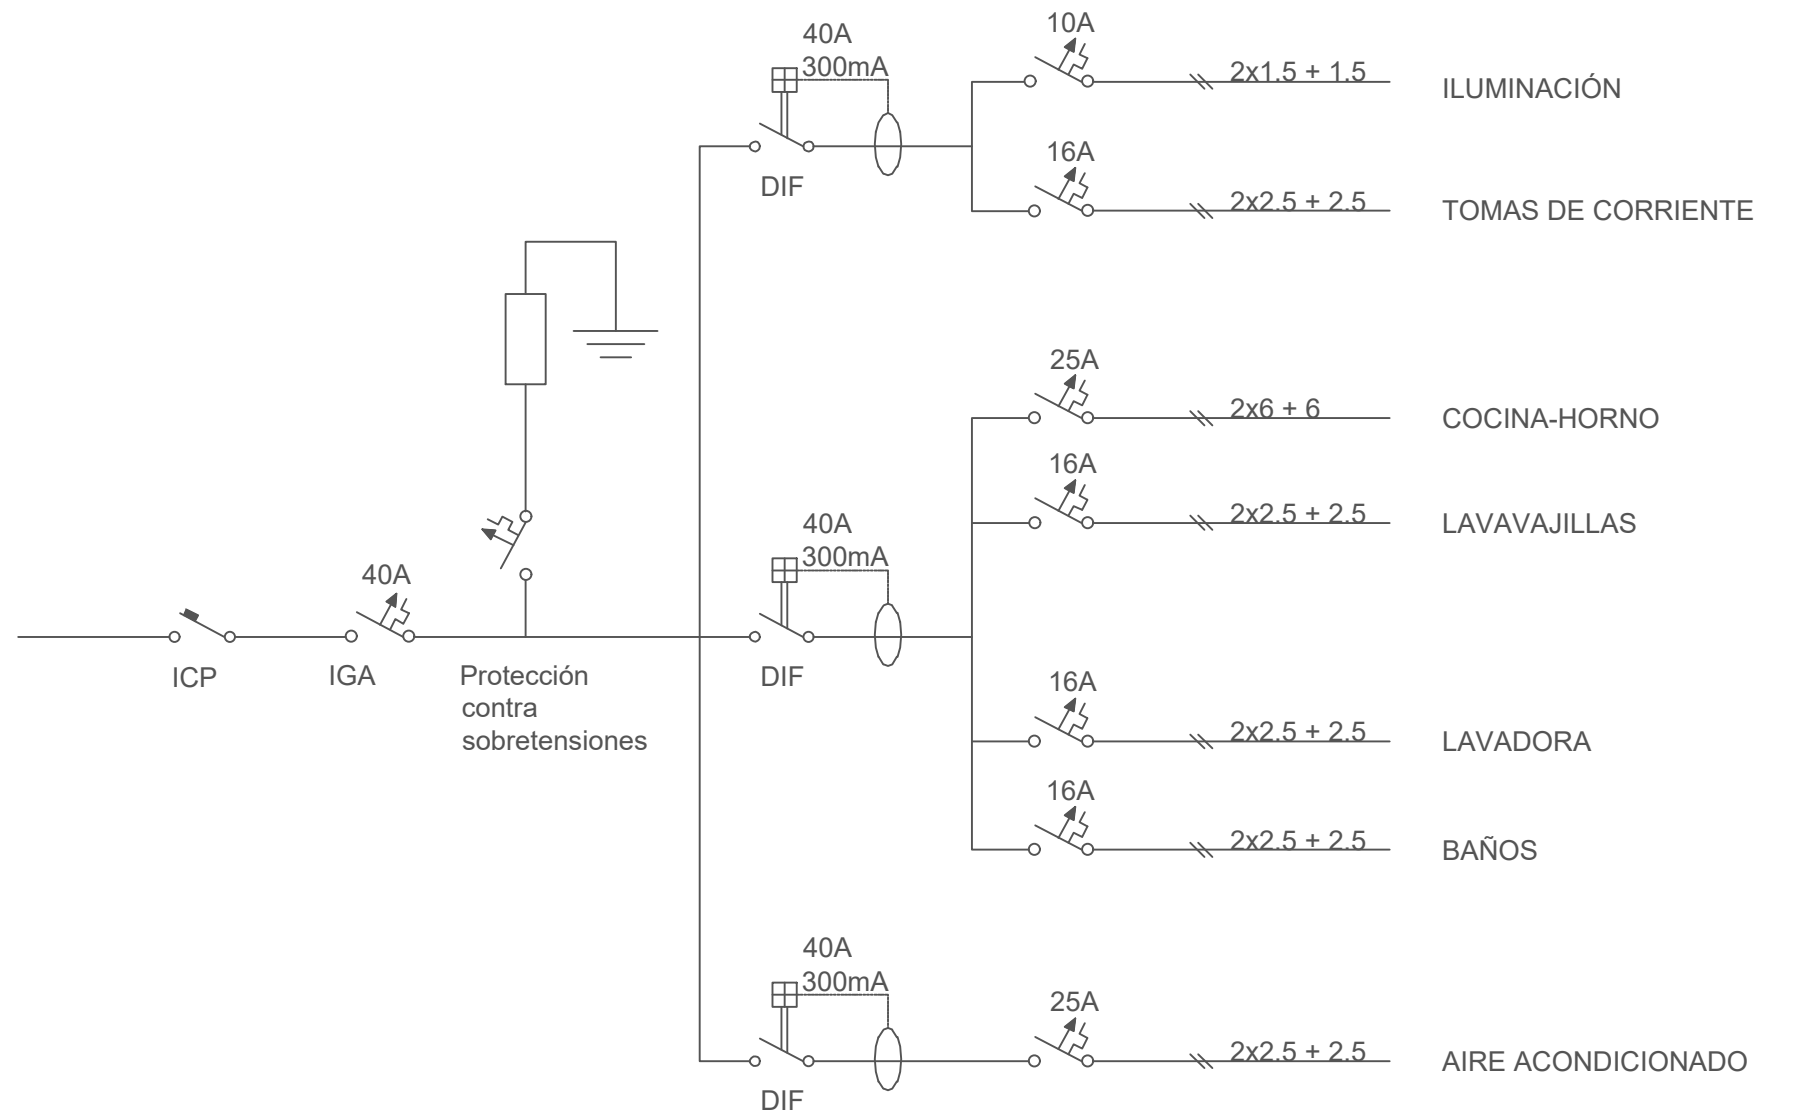 40A
300mA
DIF
10A
2x1.5 + 1.5
ILUMINACIÓN
16A
2x2.5 + 2.5
TOMAS DE CORRIENTE
25A
2x6 + 6
COCINA-HORNO
16A
2x2.5 + 2.5
LAVAVAJILLAS
40A
ICP
IGA
Protección
contra
sobretensiones
40A
300mA
DIF
16A
2x2.5 + 2.5
LAVADORA
16A
2x2.5 + 2.5
BAÑOS
40A
300mA
DIF
25A
2x2.5 + 2.5
AIRE ACONDICIONADO